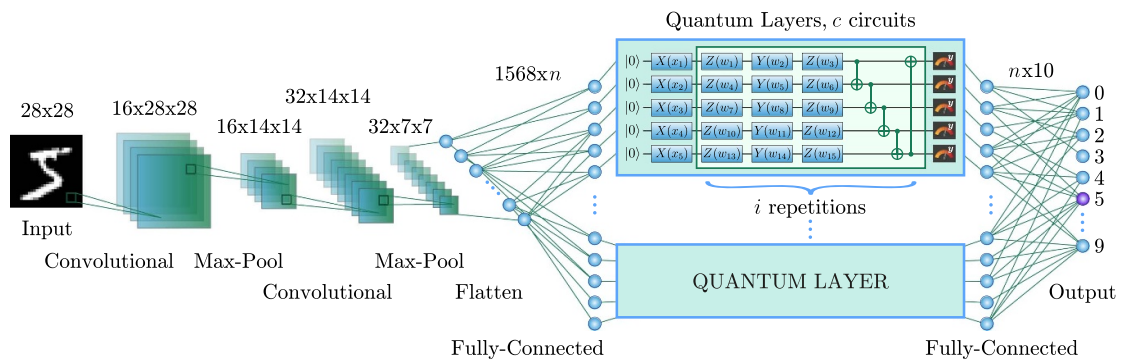 Quantum Layers, c circuits
28x28
16x28x28
16x14x14
32x14x14
32x7x7
1568xn
nx10
|0⟩ X(x₁) Z(w₁) Y(w₂) Z(w₃) y
|0⟩ X(x₂) Z(w₄) Y(w₅) Z(w₆) y
|0⟩ X(x₃) Z(w₇) Y(w₈) Z(w₉) y
|0⟩ X(x₄) Z(w₁₀) Y(w₁₁) Z(w₁₂) y
|0⟩ X(x₅) Z(w₁₃) Y(w₁₄) Z(w₁₅) y
i repetitions
QUANTUM LAYER
0
1
2
3
4
5
9
5
Input
Convolutional
Max-Pool
Convolutional
Max-Pool
Flatten
Fully-Connected
Fully-Connected
Output